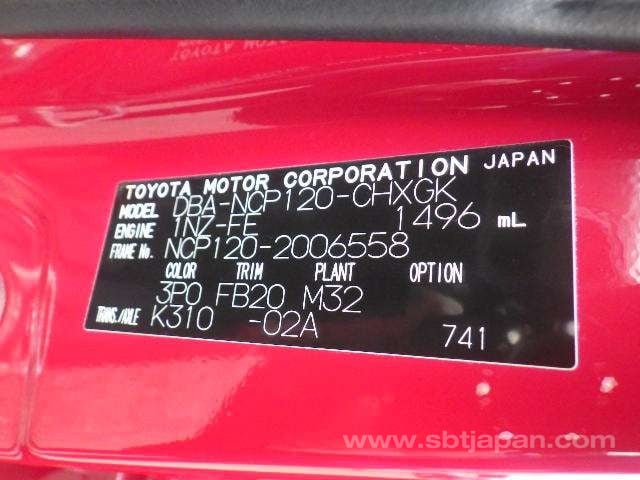 TOYOTA MOTOR CORPORATION JAPAN
MODEL DBA-NCP120-CHXGK
ENGINE 1NZ-FE 1496 mL
FRAME No. NCP120-2006558
COLOR TRIM PLANT OPTION
3P0 FB20 M32
TRANS./AXLE K310 -02A 741
www.sbtjapan.com